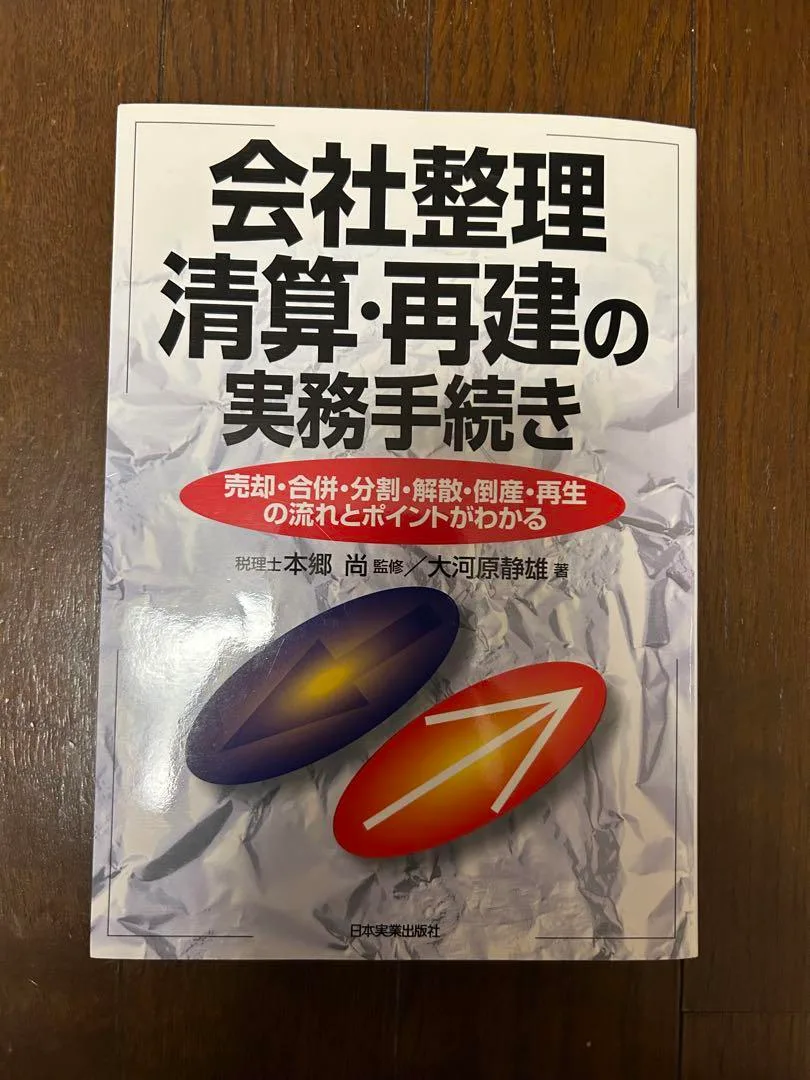 会社整理
清算・再建の
実務手続き
売却・合併・分割・解散・倒産・再生
の流れとポイントがわかる
税理士 本郷 尚 監修／大河原静雄 著
日本実業出版社